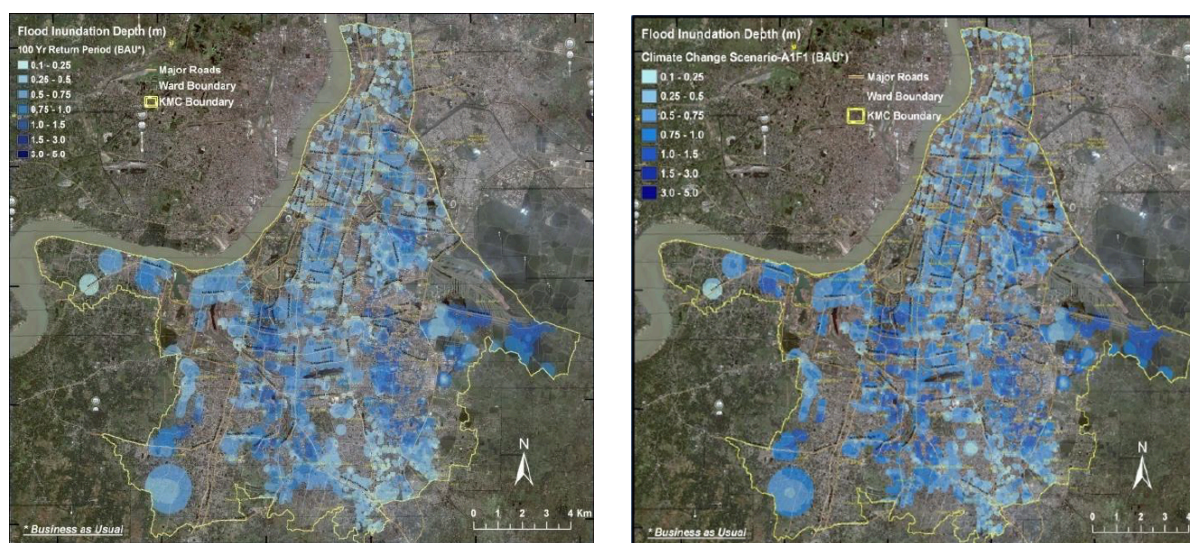 Flood Inundation Depth (m)
100 Yr Return Period (BAU*)
0.1 - 0.25
0.25 - 0.5
0.5 - 0.75
0.75 - 1.0
1.0 - 1.5
1.5 - 3.0
3.0 - 5.0
Major Roads
Ward Boundary
KMC Boundary
N
0 1 2 3 4 Km
* Business as Usual
Flood Inundation Depth (m)
Climate Change Scenario-A1F1 (BAU*)
0.1 - 0.25
0.25 - 0.5
0.5 - 0.75
0.75 - 1.0
1.0 - 1.5
1.5 - 3.0
3.0 - 5.0
Major Roads
Ward Boundary
KMC Boundary
N
0 1 2 3 4
* Business as Usual